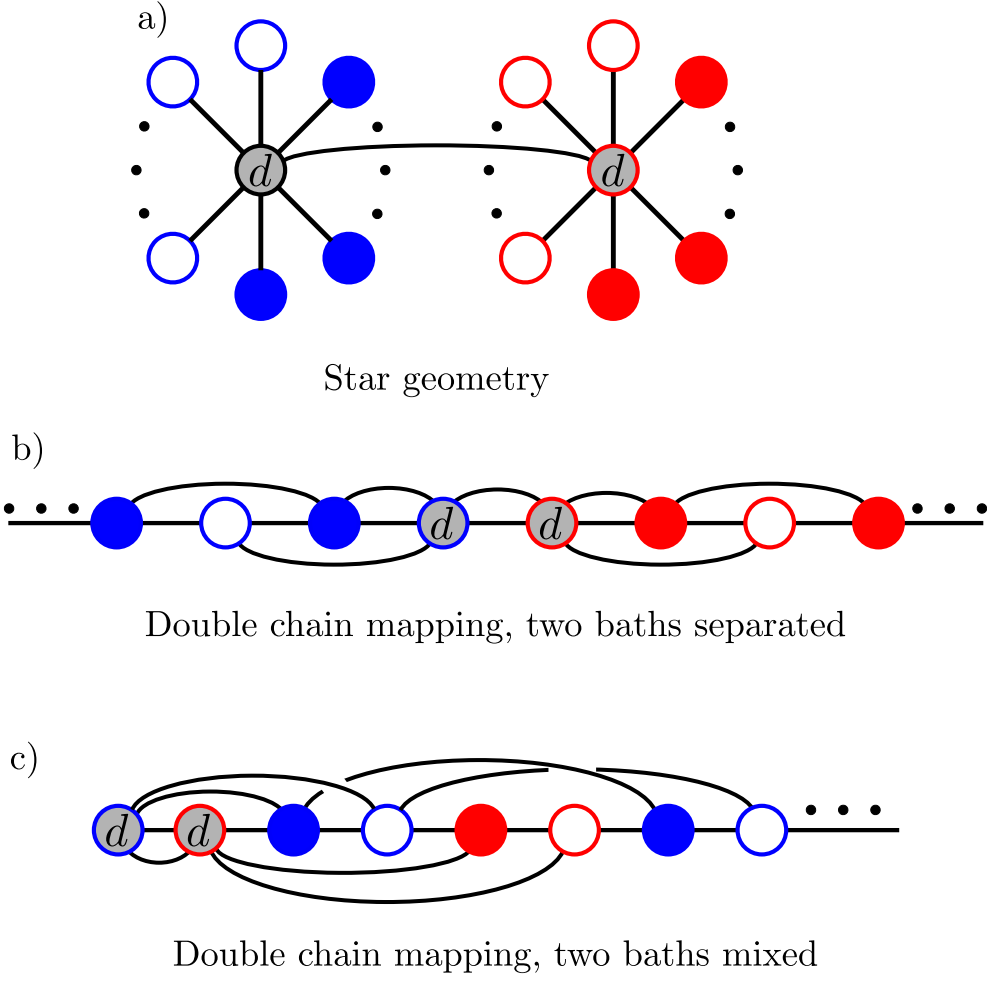 a)
d d
Star geometry
b)
d d
Double chain mapping, two baths separated
c)
d d
Double chain mapping, two baths mixed